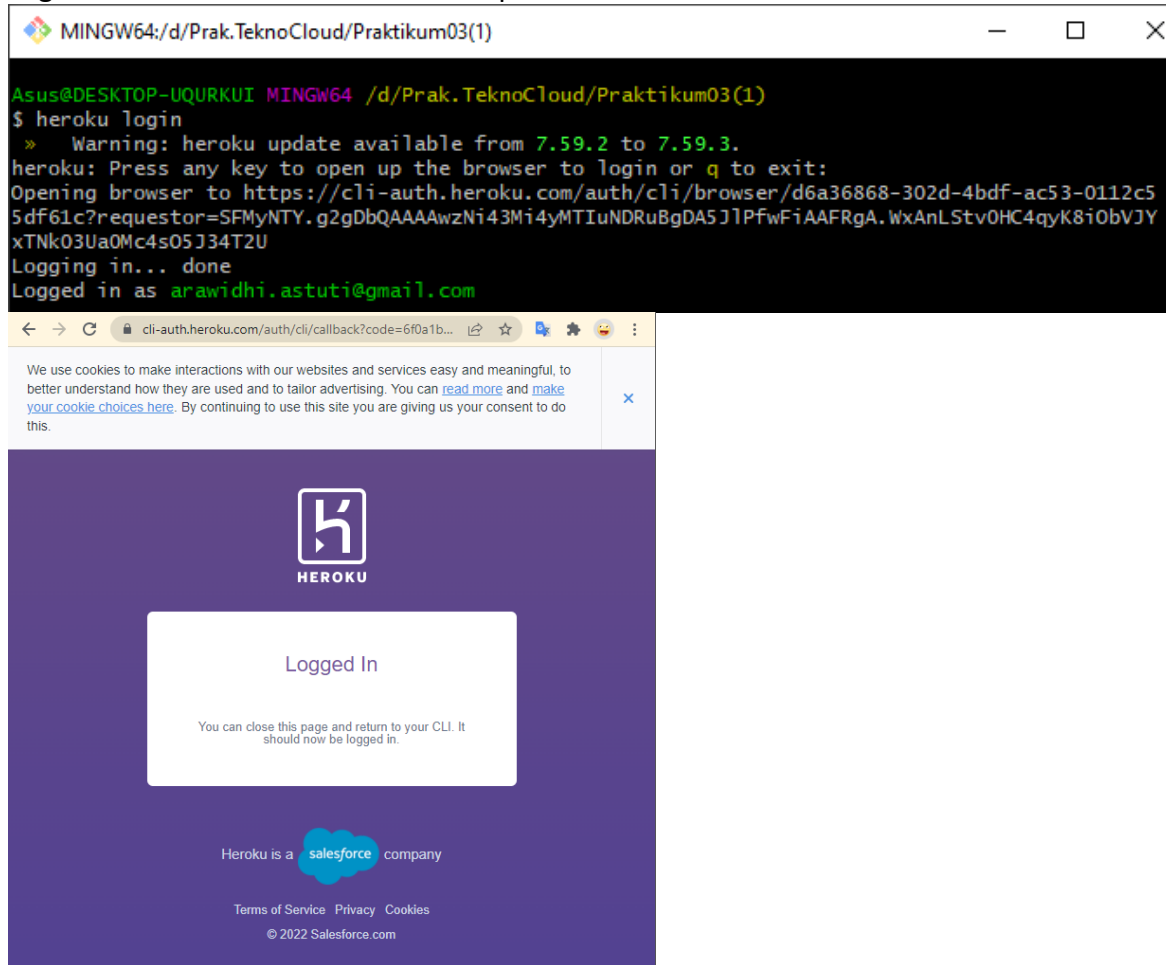 MINGW64:/d/Prak.TeknoCloud/Praktikum03(1)
Asus@DESKTOP-UQURKUI MINGW64 /d/Prak.TeknoCloud/Praktikum03(1)
$ heroku login
» Warning: heroku update available from 7.59.2 to 7.59.3.
heroku: Press any key to open up the browser to login or q to exit:
Opening browser to https://cli-auth.heroku.com/auth/cli/browser/d6a36868-302d-4bdf-ac53-0112c5
5df61c?requestor=SFMyNTY.g2gDbQAAAAwzNi43Mi4yMTIuNDRuBgDA5JlPfwFiAAFRgA.WxAnLStvOHC4qyK8iObVJY
xTNkO3UaOMc4sO5J34T2U
Logging in... done
Logged in as arawidhi.astuti@gmail.com
cli-auth.heroku.com/auth/cli/callback?code=6f0a1b...
We use cookies to make interactions with our websites and services easy and meaningful, to
better understand how they are used and to tailor advertising. You can read more and make
your cookie choices here. By continuing to use this site you are giving us your consent to do
this.
HEROKU
Logged In
You can close this page and return to your CLI. It
should now be logged in.
Heroku is a salesforce company
Terms of Service Privacy Cookies
© 2022 Salesforce.com